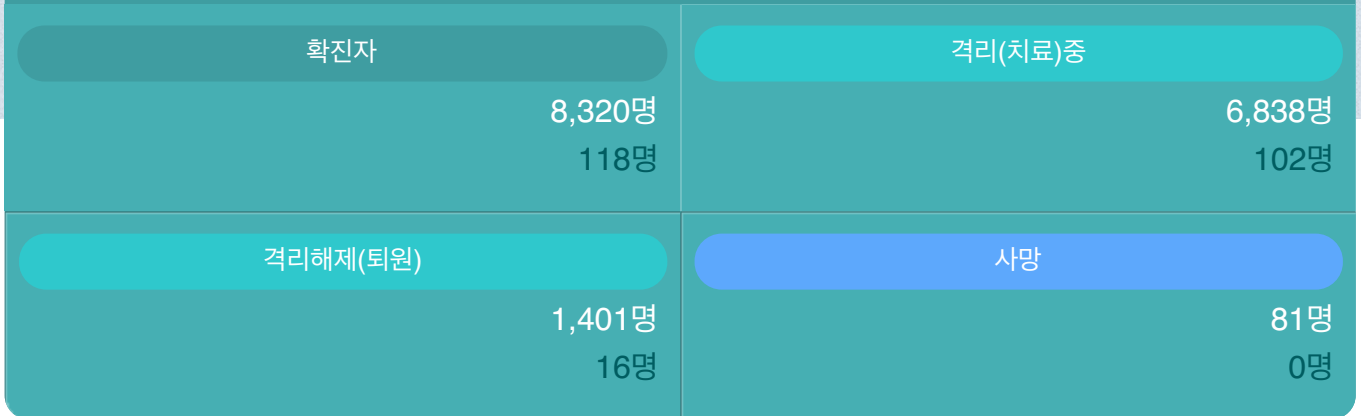 확진자
8,320명
118명
격리(치료)중
6,838명
102명
격리해제(퇴원)
1,401명
16명
사망
81명
0명